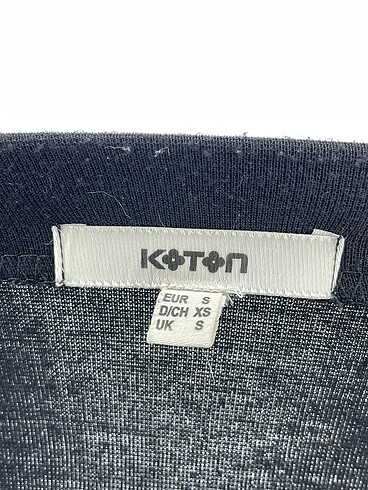 KOTON
EUR S
D/CH XS
UK S